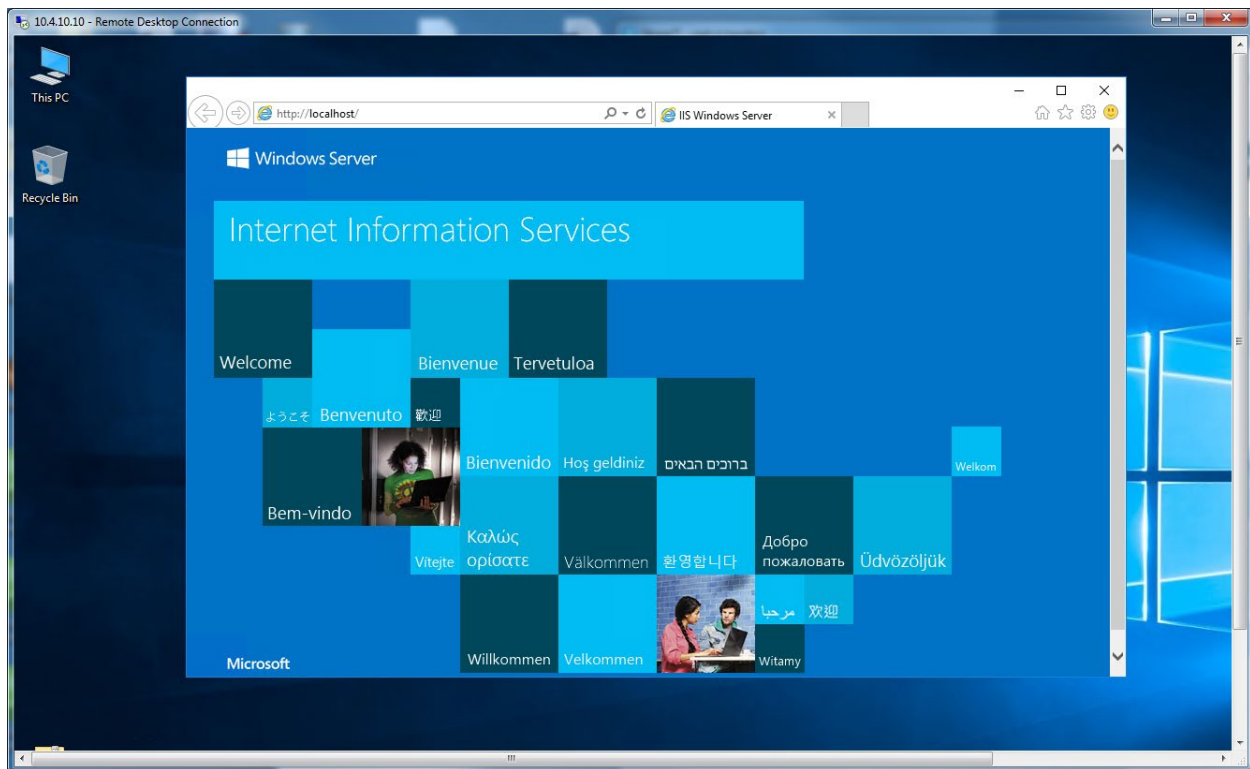 10.4.10.10 - Remote Desktop Connection
This PC
Recycle Bin
http://localhost/
IIS Windows Server
Windows Server
Internet Information Services
Welcome
Bienvenue
Tervetuloa
ようこそ
Benvenuto
歡迎
Bienvenido
Hoş geldiniz
ברוכים הבאים
Welkom
Bem-vindo
Vítejte
Καλώς
ορίσατε
Välkommen
환영합니다
Добро
пожаловать
Üdvözöljük
مرحبا
欢迎
Microsoft
Willkommen
Velkommen
Witamy